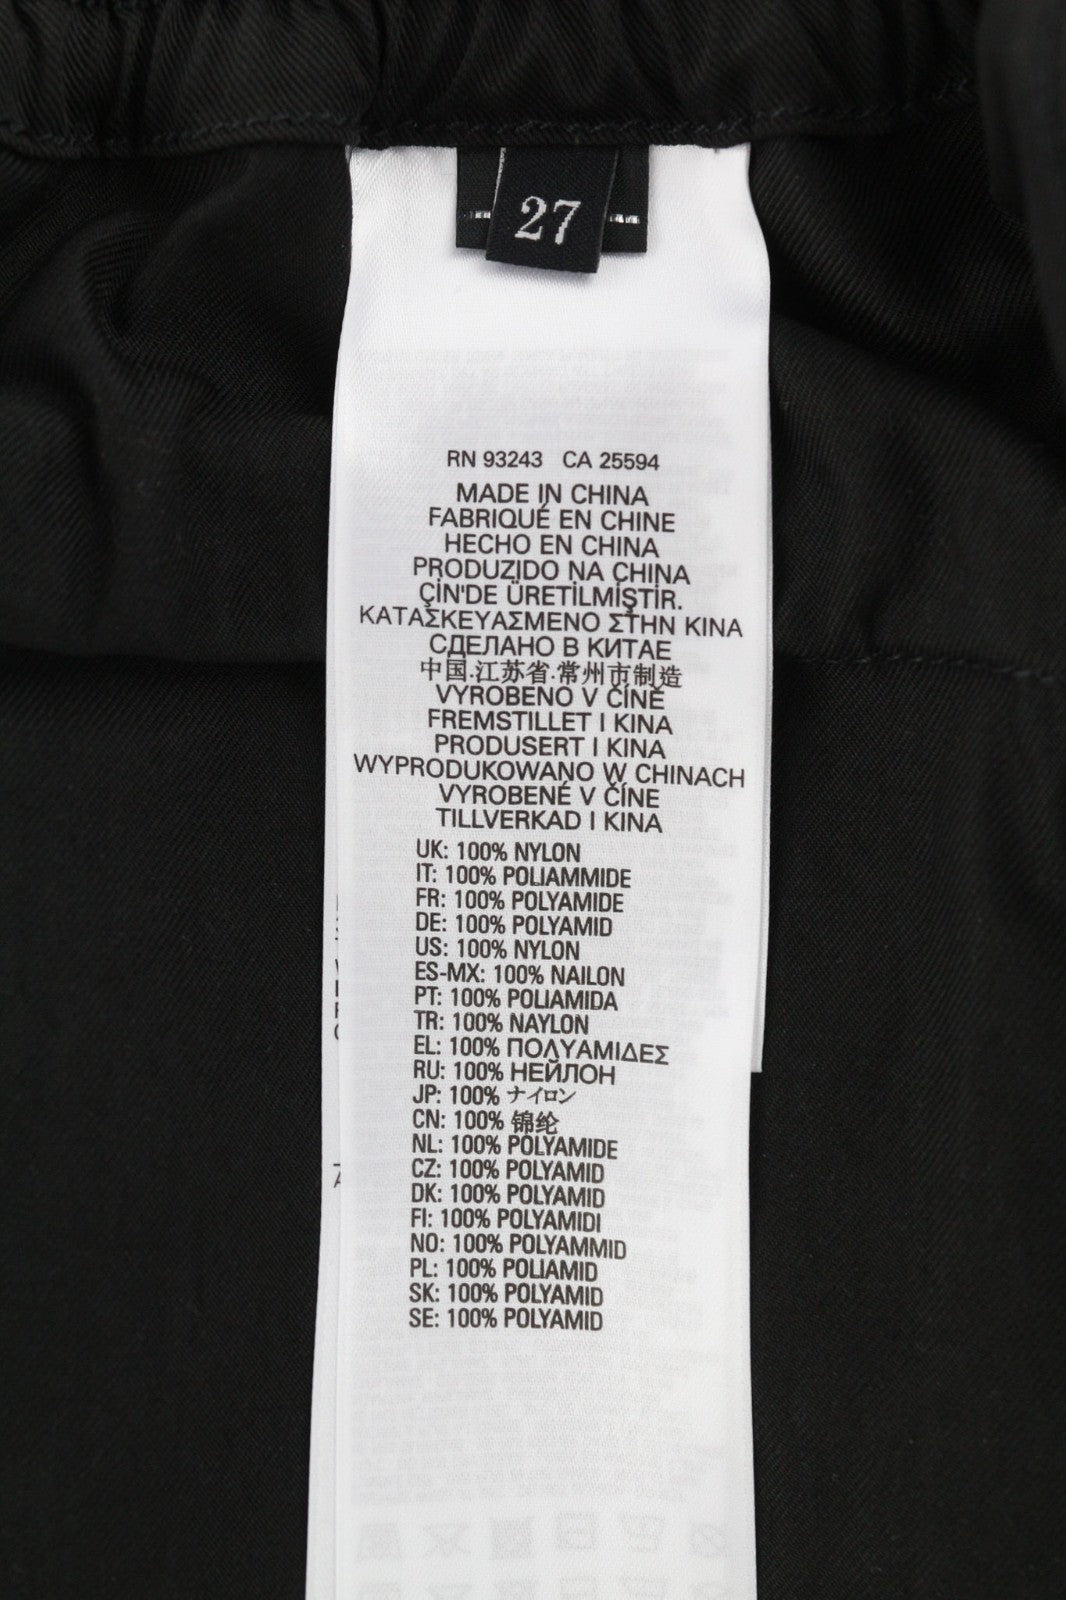 27
RN 93243 CA 25594
MADE IN CHINA
FABRIQUÉ EN CHINE
HECHO EN CHINA
PRODUZIDO NA CHINA
ÇİN'DE ÜRETİLMİŞTİR.
ΚΑΤΑΣΚΕΥΑΣΜΕΝΟ ΣΤΗΝ ΚΙΝΑ
СДЕЛАНО В КИТАЕ
中国.江苏省.常州市制造
VYROBENO V ČÍNĚ
FREMSTILLET I KINA
PRODUSERT I KINA
WYPRODUKOWANO W CHINACH
VYROBENÉ V ČÍNE
TILLVERKAD I KINA
UK: 100% NYLON
IT: 100% POLIAMMIDE
FR: 100% POLYAMIDE
DE: 100% POLYAMID
US: 100% NYLON
ES-MX: 100% NAILON
PT: 100% POLIAMIDA
TR: 100% NAYLON
EL: 100% ΠΟΛΥΑΜΙΔΕΣ
RU: 100% НЕЙЛОН
JP: 100% ナイロン
CN: 100% 锦纶
NL: 100% POLYAMIDE
CZ: 100% POLYAMID
DK: 100% POLYAMID
FI: 100% POLYAMIDI
NO: 100% POLYAMMID
PL: 100% POLIAMID
SK: 100% POLYAMID
SE: 100% POLYAMID